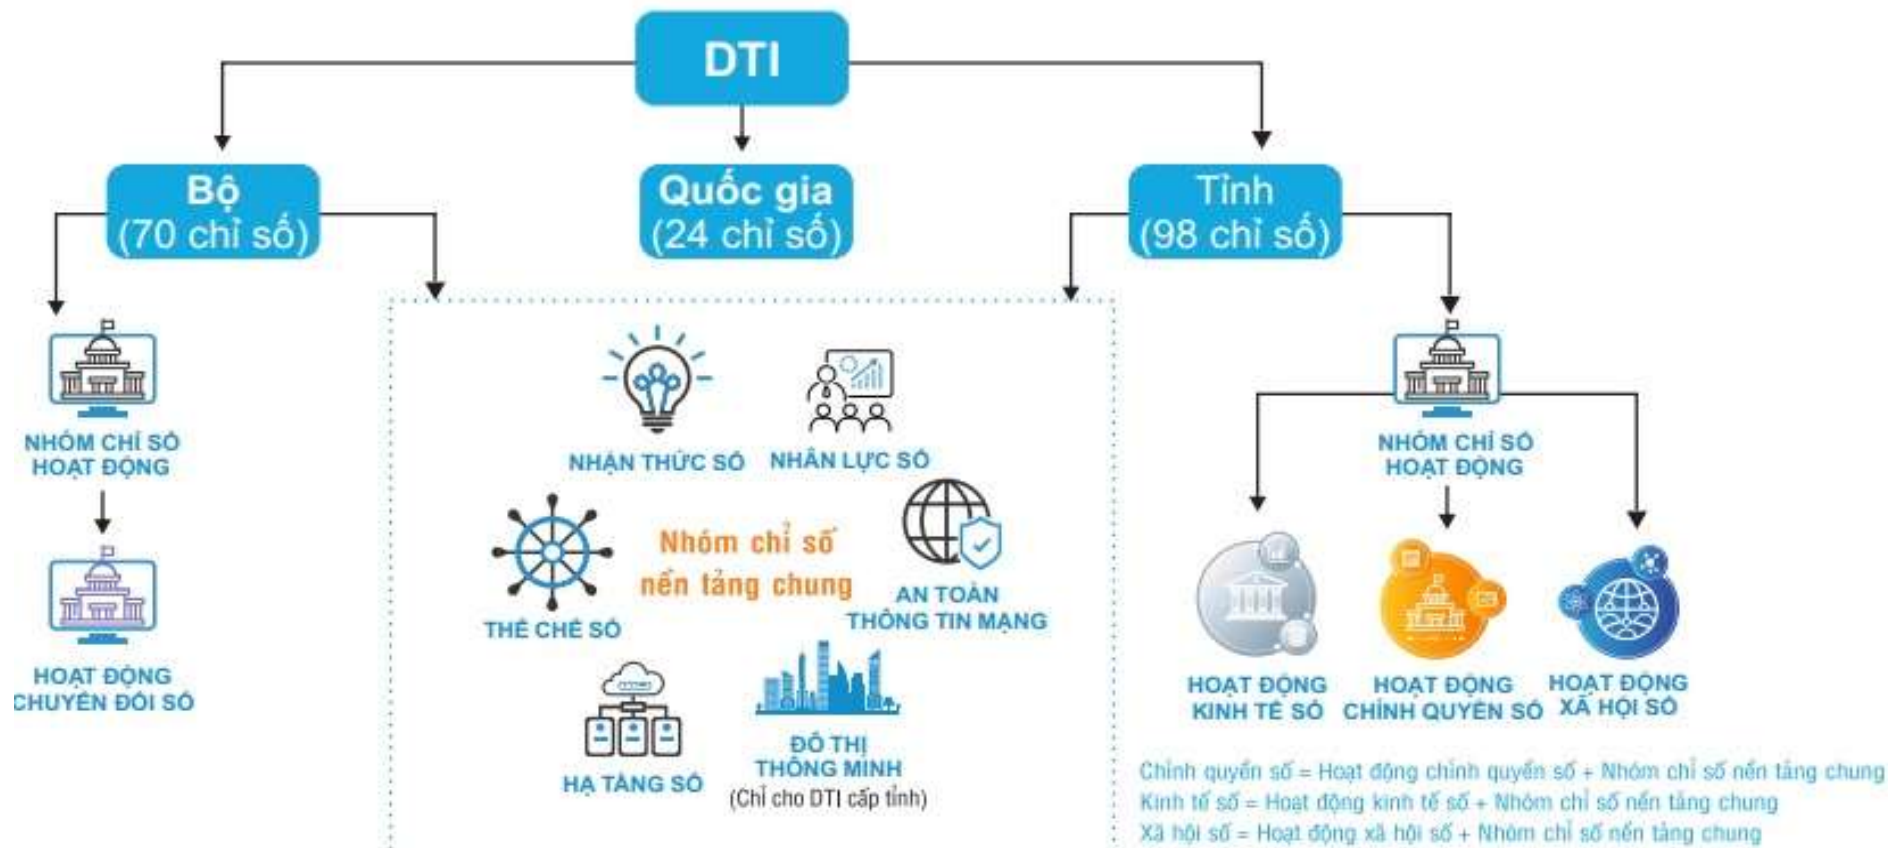 DTI
Bộ
(70 chỉ số)
Quốc gia
(24 chỉ số)
Tỉnh
(98 chỉ số)
NHÓM CHỈ SỐ
HOẠT ĐỘNG
HOẠT ĐỘNG
CHUYỂN ĐỔI SỐ
NHẬN THỨC SỐ
NHÂN LỰC SỐ
THỂ CHẾ SỐ
Nhóm chỉ số
nền tảng chung
AN TOÀN
THÔNG TIN MẠNG
HẠ TẦNG SỐ
ĐÔ THỊ
THÔNG MINH
(Chỉ cho DTI cấp tỉnh)
NHÓM CHỈ SỐ
HOẠT ĐỘNG
HOẠT ĐỘNG
KINH TẾ SỐ
HOẠT ĐỘNG
CHÍNH QUYỀN SỐ
HOẠT ĐỘNG
XÃ HỘI SỐ
Chính quyền số = Hoạt động chính quyền số + Nhóm chỉ số nền tảng chung
Kinh tế số = Hoạt động kinh tế số + Nhóm chỉ số nền tảng chung
Xã hội số = Hoạt động xã hội số + Nhóm chỉ số nền tảng chung